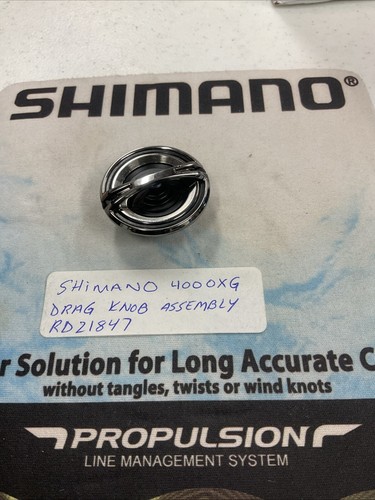 SHIMANO®
SHIMANO 4000XG
DRAG KNOB ASSEMBLY
RD21847
Solution for Long Accurate
without tangles, twists or wind knots
PROPULSION
LINE MANAGEMENT SYSTEM